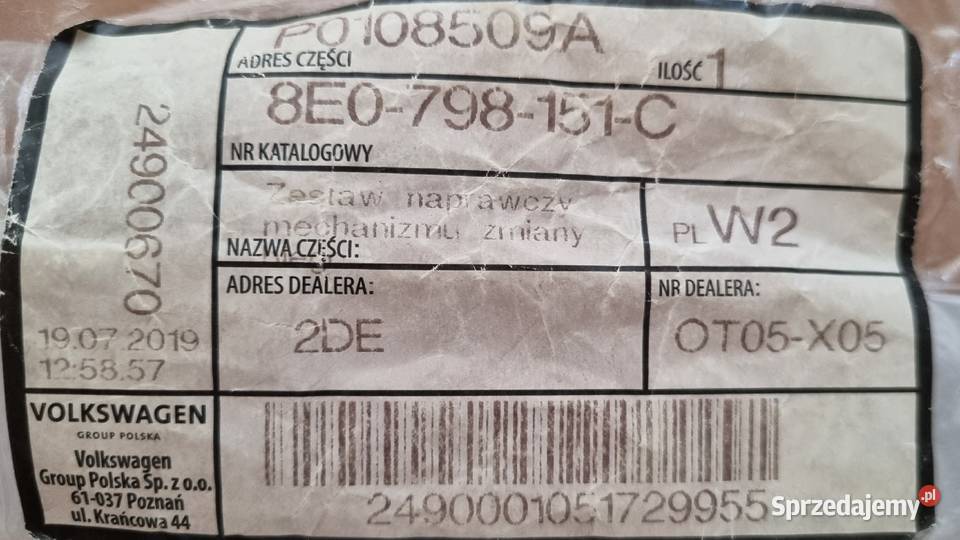 P0108509A
ADRES CZĘŚCI
ILOŚĆ 1
8E0-798-151-C
NR KATALOGOWY
Zestaw naprawczy
mechanizmu zmiany
NAZWA CZĘŚCI:
PL W2
ADRES DEALERA:
2DE
NR DEALERA:
OT05-X05
24900670
19.07.2019
12:58.57
VOLKSWAGEN
GROUP POLSKA
Volkswagen
Group Polska Sp. z o.o.
61-037 Poznań
ul. Krańcowa 44
2490001051729955
Sprzedajemy.pl